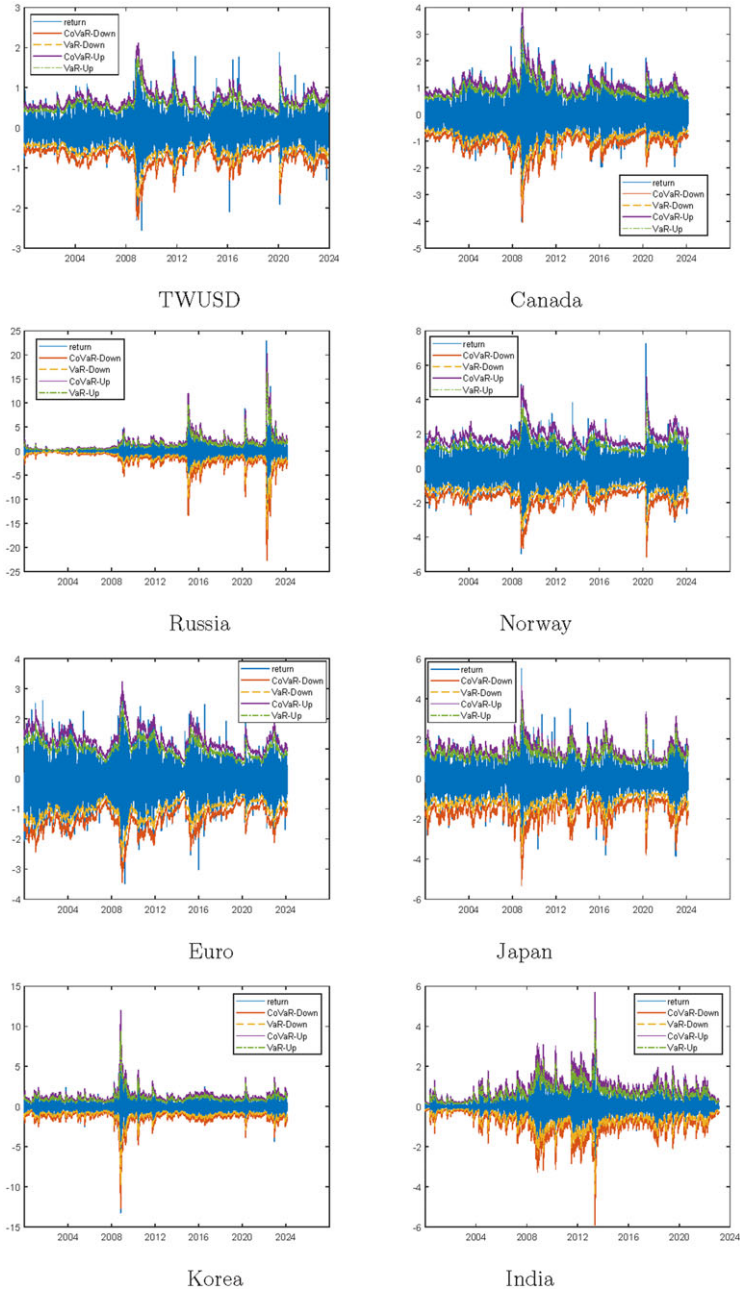 3
2
1
0
-1
-2
-3
return
CoVaR-Down
VaR-Down
CoVaR-Up
VaR-Up
2004 2008 2012 2016 2020 2024
TWUSD
4
3
2
1
0
-1
-2
-3
-4
-5
return
CoVaR-Down
VaR-Down
CoVaR-Up
VaR-Up
2004 2008 2012 2016 2020 2024
Canada
25
20
15
10
5
0
-5
-10
-15
-20
-25
return
CoVaR-Down
VaR-Down
CoVaR-Up
VaR-Up
2004 2008 2012 2016 2020 2024
Russia
8
6
4
2
0
-2
-4
-6
return
CoVaR-Down
VaR-Down
CoVaR-Up
VaR-Up
2004 2008 2012 2016 2020 2024
Norway
4
3
2
1
0
-1
-2
-3
-4
return
CoVaR-Down
VaR-Down
CoVaR-Up
VaR-Up
2004 2008 2012 2016 2020 2024
Euro
6
4
2
0
-2
-4
-6
return
CoVaR-Down
VaR-Down
CoVaR-Up
VaR-Up
2004 2008 2012 2016 2020 2024
Japan
15
10
5
0
-5
-10
-15
return
CoVaR-Down
VaR-Down
CoVaR-Up
VaR-Up
2004 2008 2012 2016 2020 2024
Korea
6
4
2
0
-2
-4
-6
return
CoVaR-Down
VaR-Down
CoVaR-Up
VaR-Up
2004 2008 2012 2016 2020 2024
India